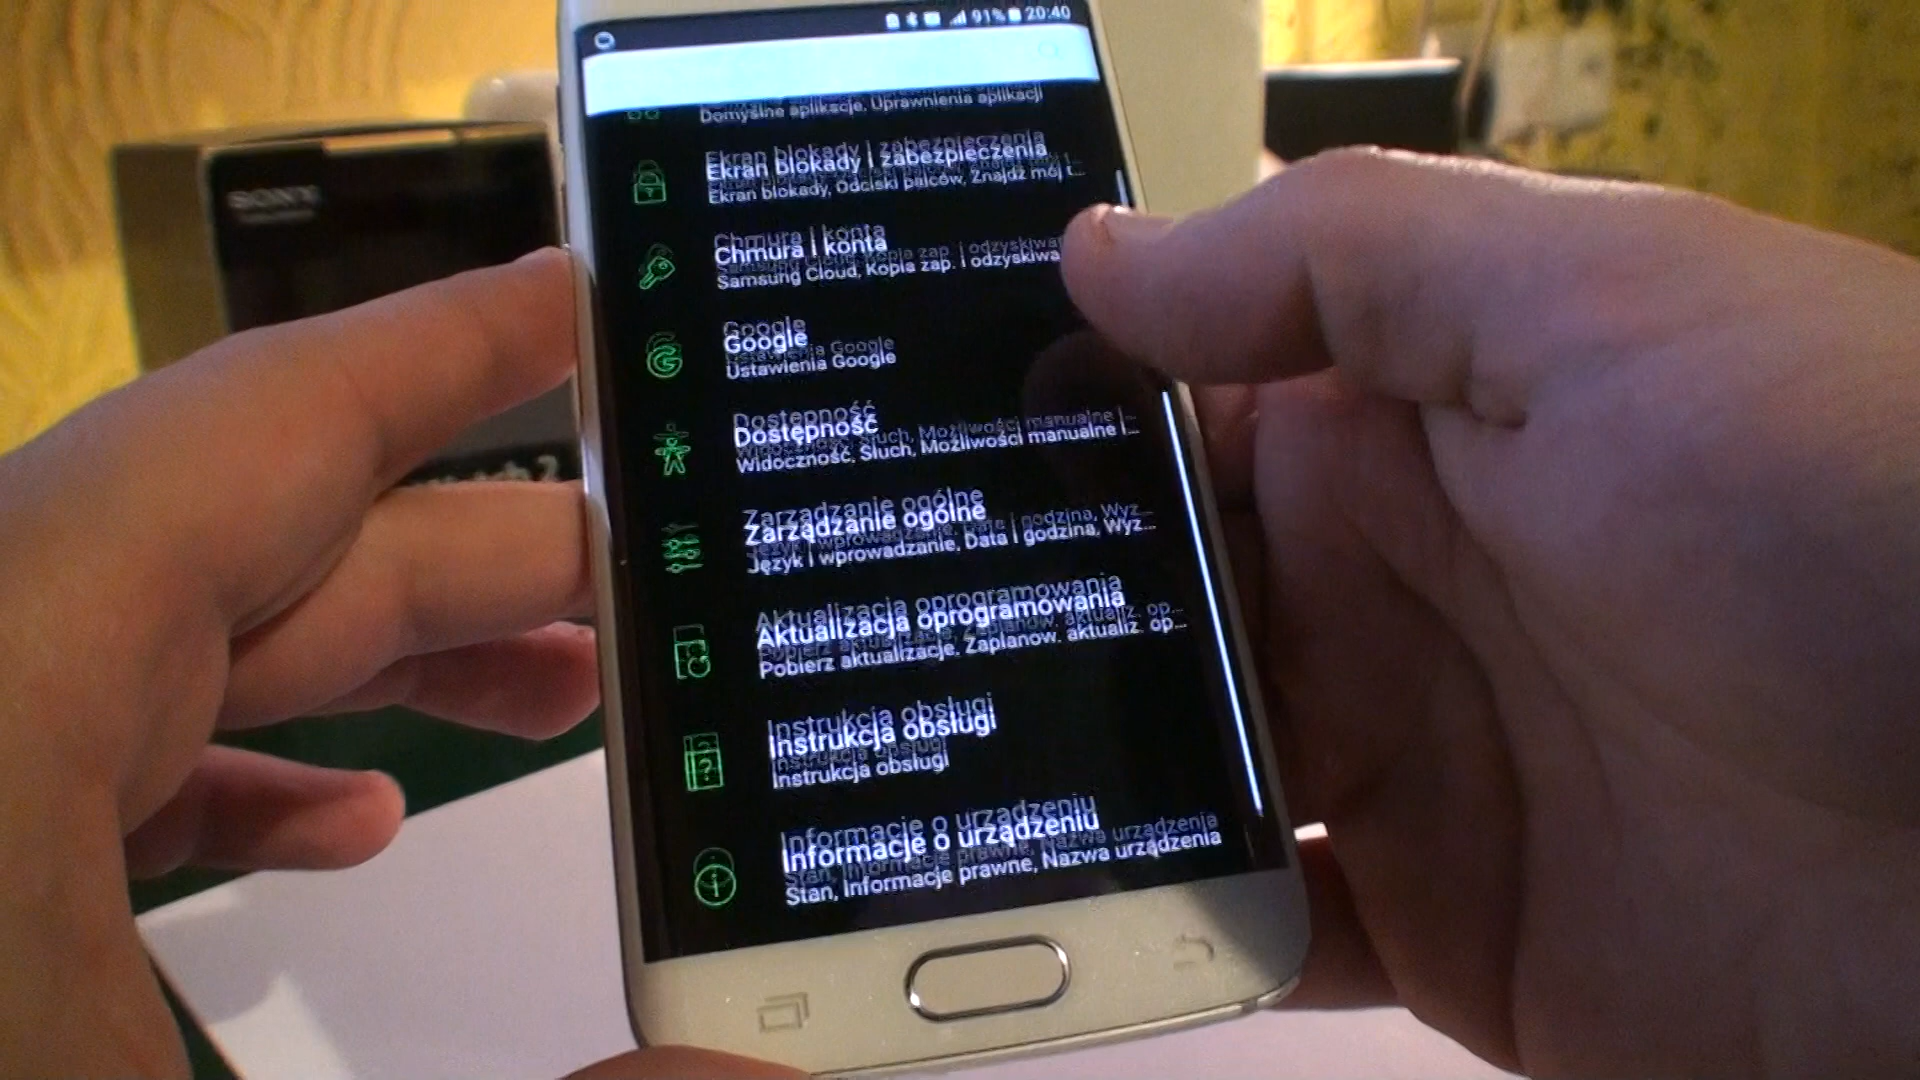 91% 20:40
Domyślne aplikacje, Uprawnienia aplikacji
Ekran blokady i zabezpieczenia
Ekran blokady, Odciski palców, Znajdź mój t...
Chmura i konta
Samsung Cloud, Kopia zap. i odzyskiwa
Google
Ustawienia Google
Dostępność
Widoczność, Słuch, Możliwości manualne i...
Zarządzanie ogólne
Język i wprowadzanie, Data i godzina, Wyz...
Aktualizacja oprogramowania
Pobierz aktualizacje, Zaplanow. aktualiz. op...
Instrukcja obsługi
Instrukcja obsługi
Informacje o urządzeniu
Stan, Informacje prawne, Nazwa urządzenia
SONY